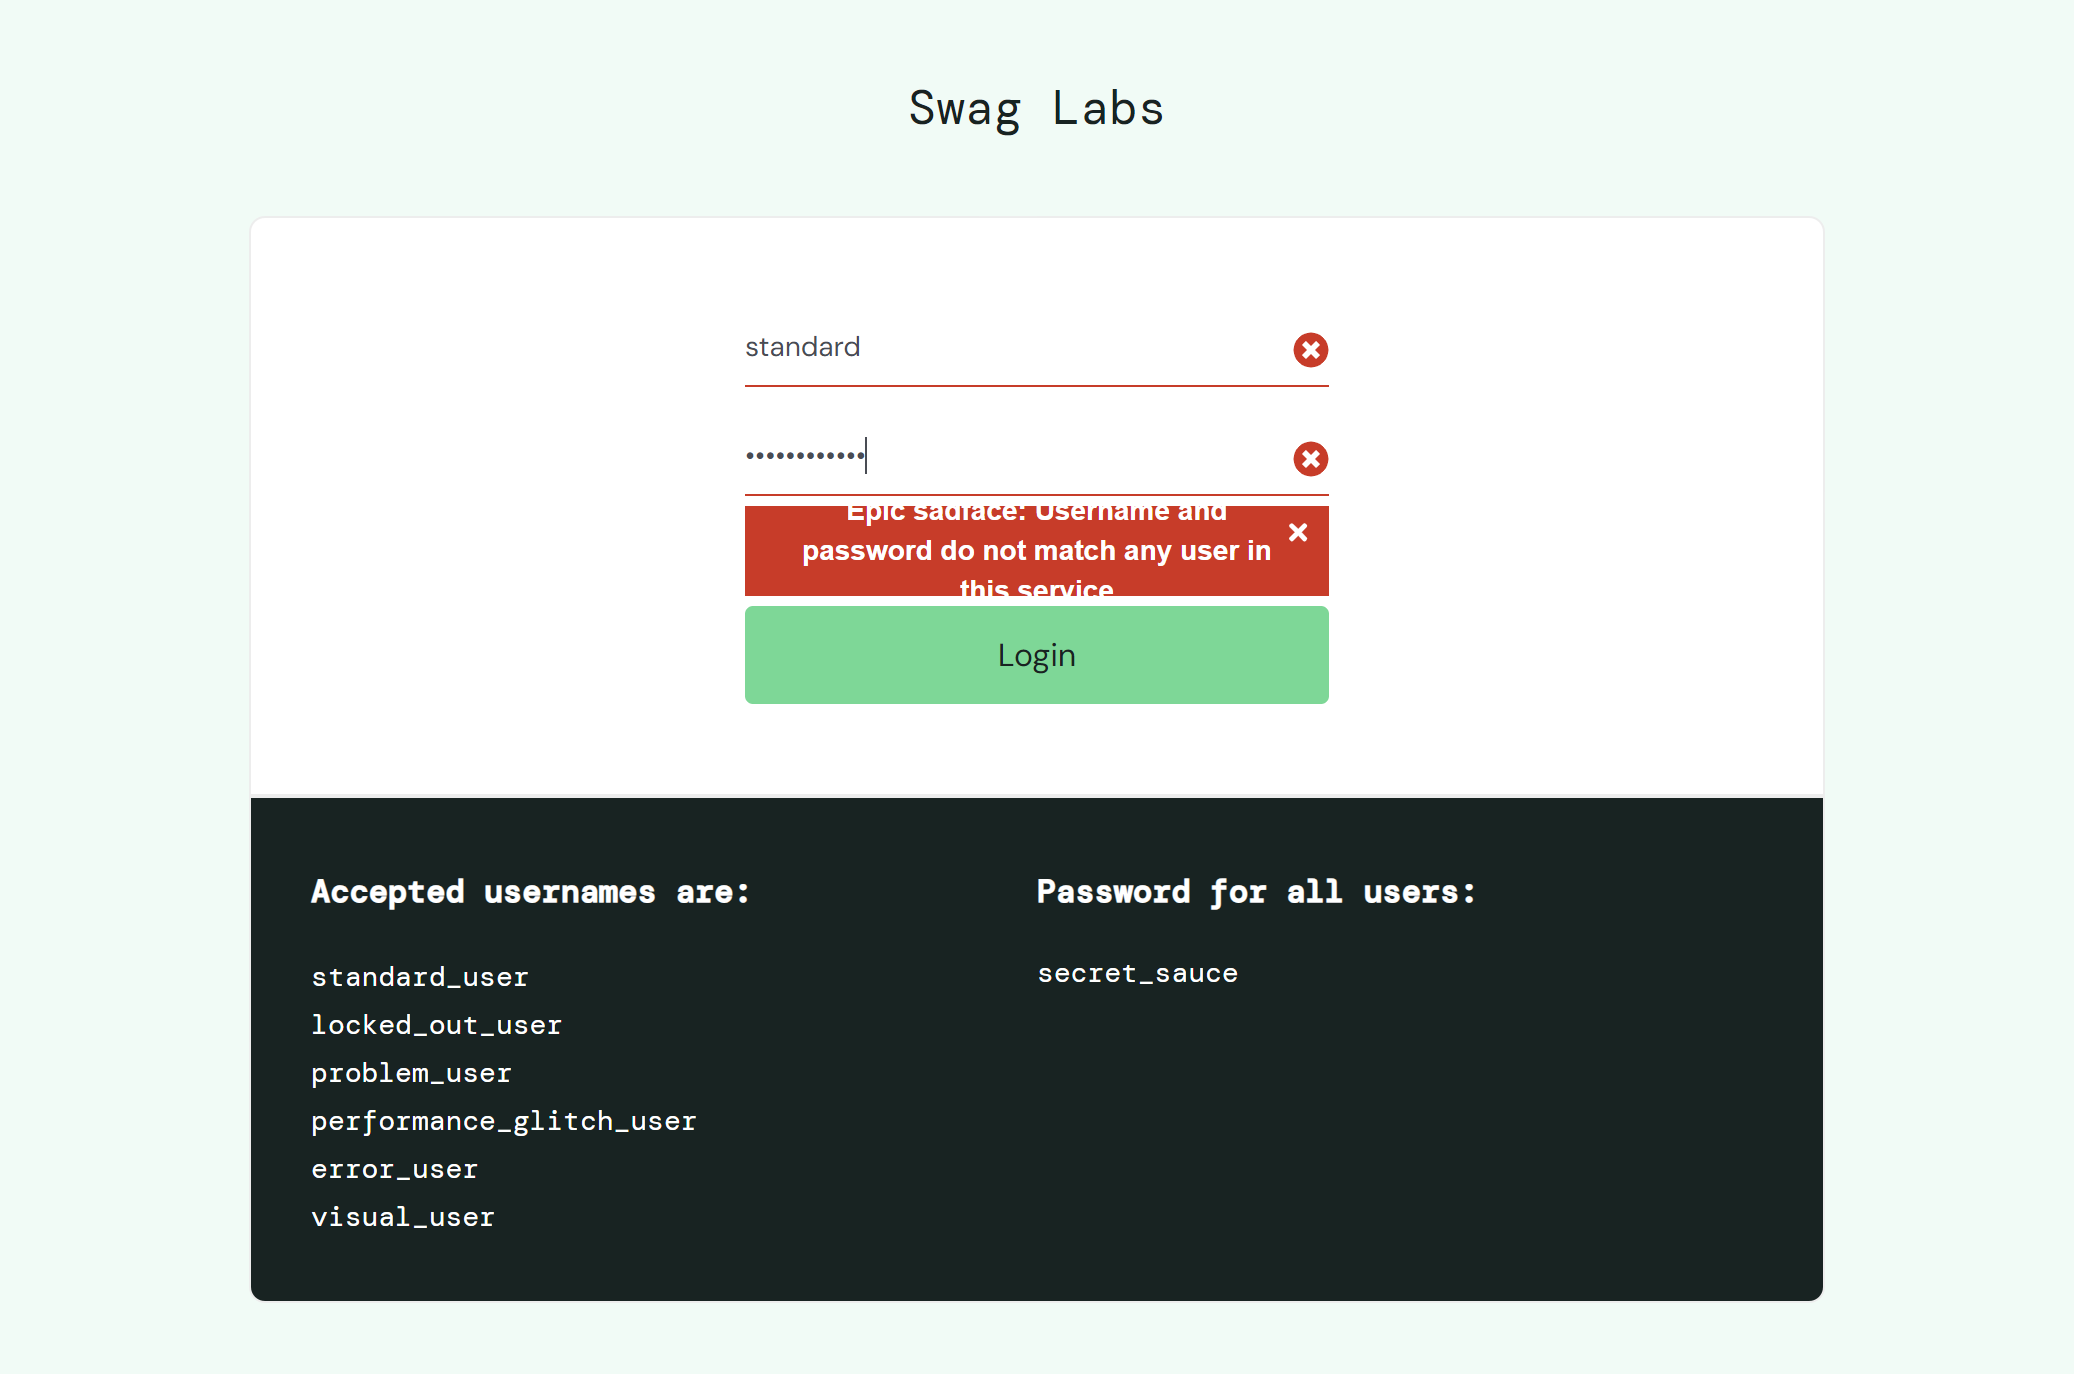 Swag Labs
standard
••••••••••••
Epic sadface: Username and
password do not match any user in
this service
Login
Accepted usernames are:
standard_user
locked_out_user
problem_user
performance_glitch_user
error_user
visual_user
Password for all users:
secret_sauce